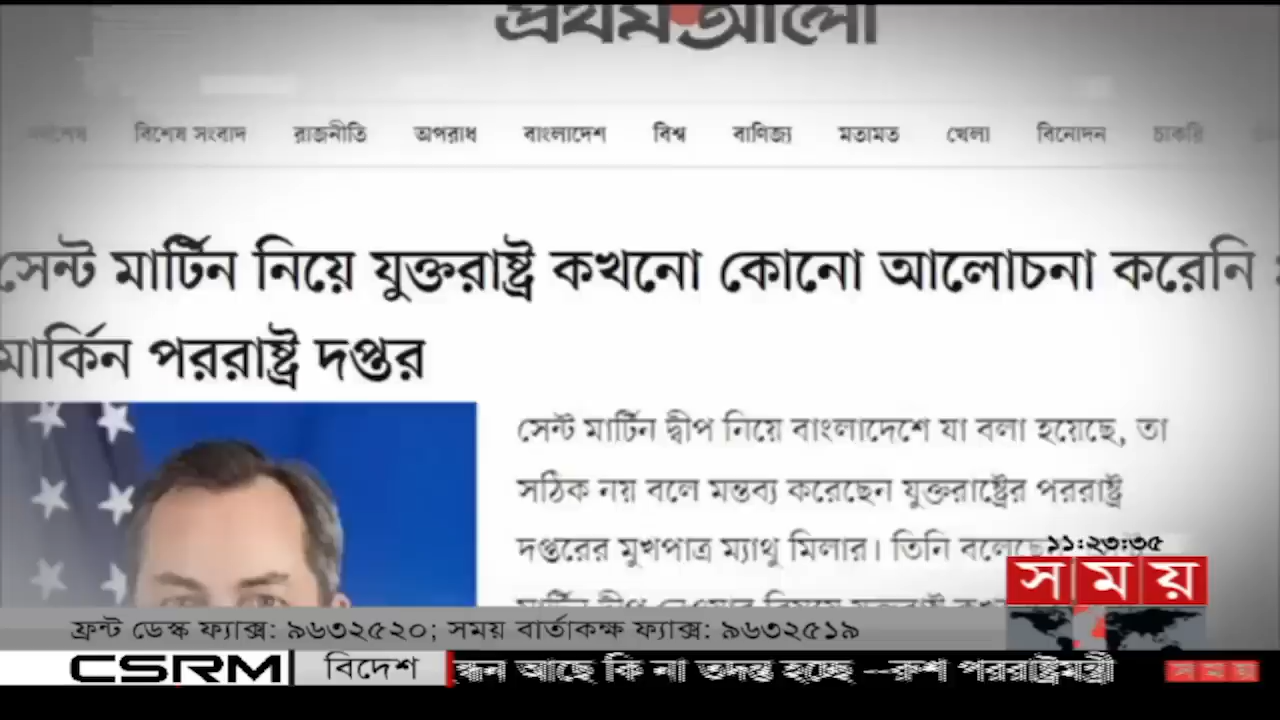 প্রথম আলো
বিশেষ সংবাদ রাজনীতি অপরাধ বাংলাদেশ বিশ্ব বাণিজ্য মতামত খেলা বিনোদন চাকরি
সেন্ট মার্টিন নিয়ে যুক্তরাষ্ট্র কখনো কোনো আলোচনা করেনি :
মার্কিন পররাষ্ট্র দপ্তর
সেন্ট মার্টিন দ্বীপ নিয়ে বাংলাদেশে যা বলা হয়েছে, তা
সঠিক নয় বলে মন্তব্য করেছেন যুক্তরাষ্ট্রের পররাষ্ট্র
দপ্তরের মুখপাত্র ম্যাথু মিলার। তিনি বলেছে
১১:২৩:৩৫
সময়
ফ্রন্ট ডেস্ক ফ্যাক্স: ৯৬৩২৫২০; সময় বার্তাকক্ষ ফ্যাক্স: ৯৬৩২৫১৯
CSRM বিদেশ আছে কি না তদন্ত হচ্ছে --রুশ পররাষ্ট্রমন্ত্রী সময়